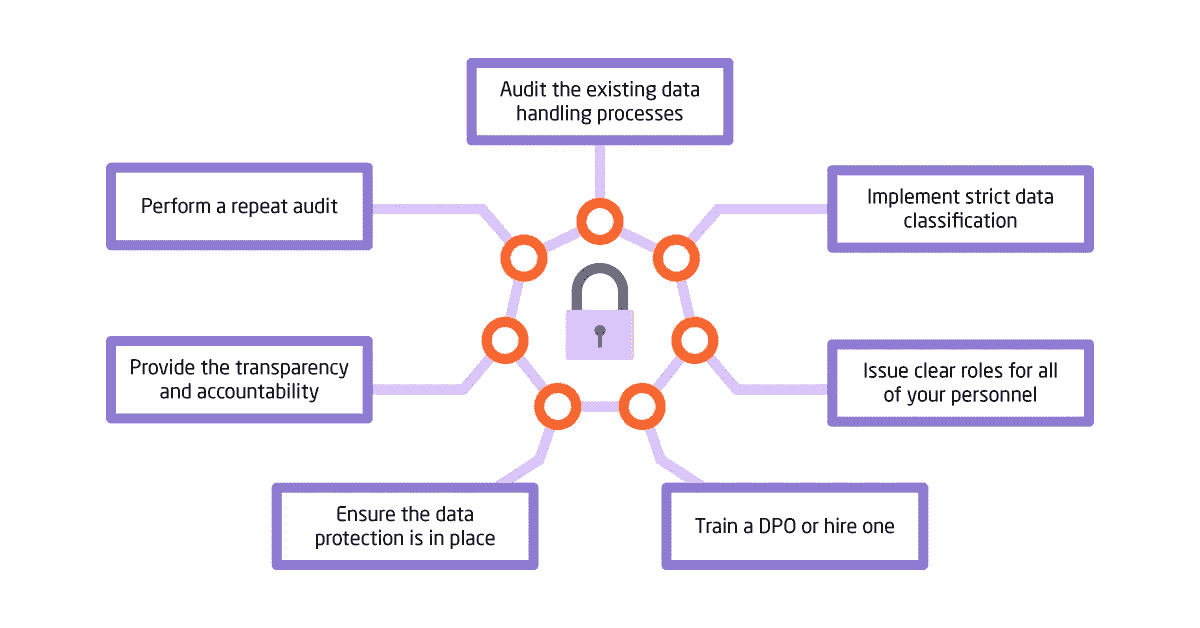 Audit the existing data
handling processes
Implement strict data
classification
Issue clear roles for all
of your personnel
Train a DPO or hire one
Ensure the data
protection is in place
Provide the transparency
and accountability
Perform a repeat audit